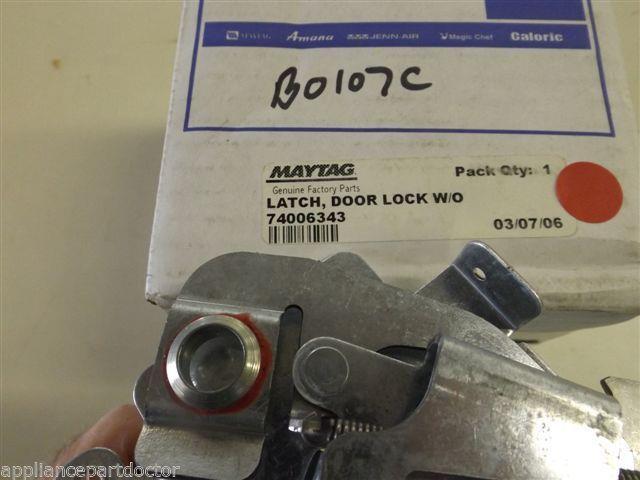 MAYTAG Amana JENN-AIR Magic Chef Caloric
B0107C
MAYTAG Pack Qty: 1
Genuine Factory Parts
LATCH, DOOR LOCK W/O
74006343 03/07/06
appliancepartdoctor